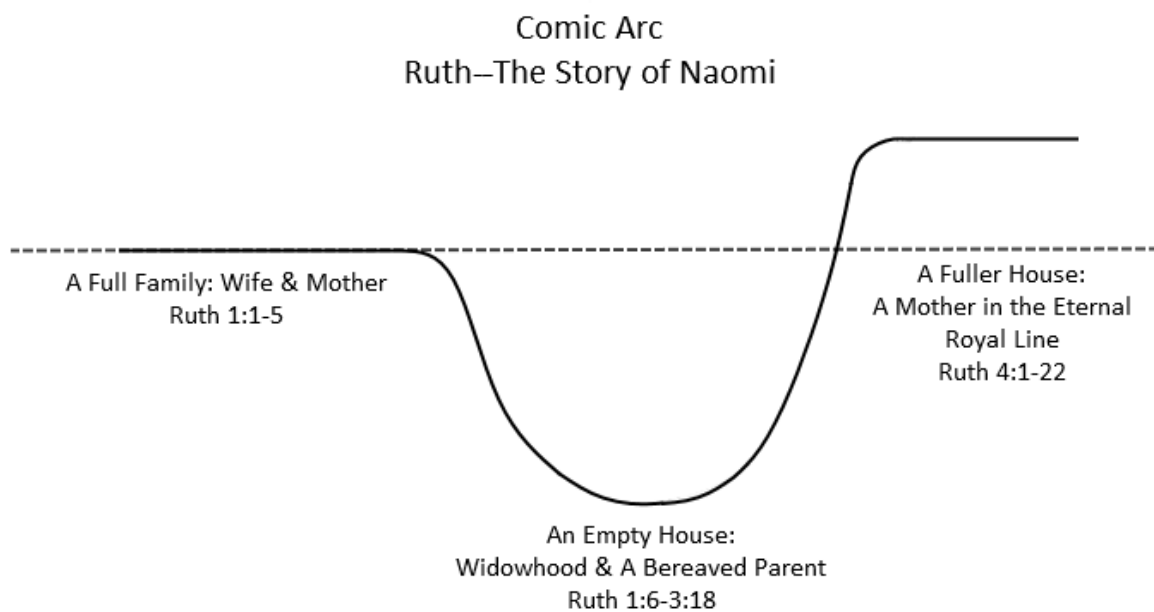 Comic Arc
Ruth--The Story of Naomi
A Full Family: Wife & Mother
Ruth 1:1-5
A Fuller House:
A Mother in the Eternal
Royal Line
Ruth 4:1-22
An Empty House:
Widowhood & A Bereaved Parent
Ruth 1:6-3:18